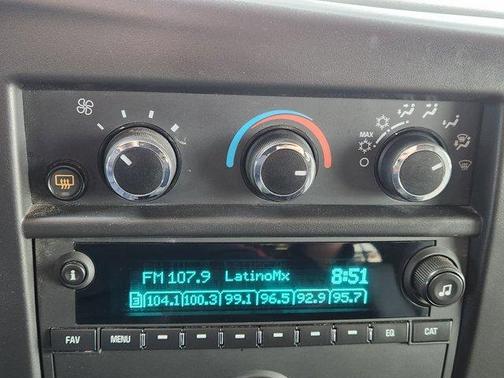 MAX
FM 107.9 LatinoMx 8:51
3 104.1 100.3 99.1 96.5 92.9 95.7
FAV MENU EQ CAT